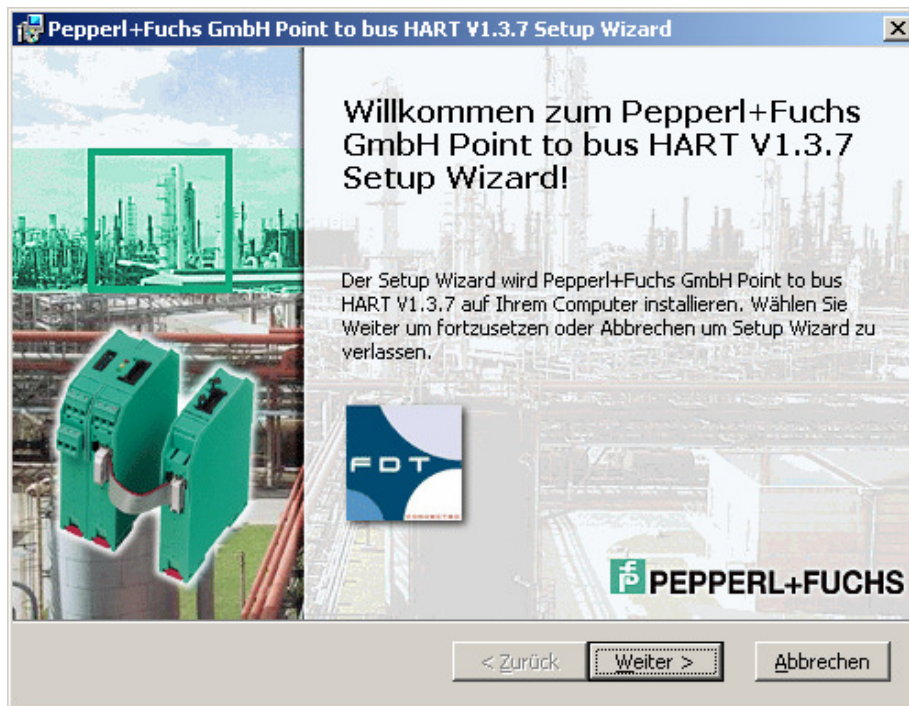 Pepperl+Fuchs GmbH Point to bus HART V1.3.7 Setup Wizard
Willkommen zum Pepperl+Fuchs
GmbH Point to bus HART V1.3.7
Setup Wizard!
Der Setup Wizard wird Pepperl+Fuchs GmbH Point to bus
HART V1.3.7 auf Ihrem Computer installieren. Wählen Sie
Weiter um fortzusetzen oder Abbrechen um Setup Wizard zu
verlassen.
FDT
PEPPERL+FUCHS
< Zurück
Weiter >
Abbrechen